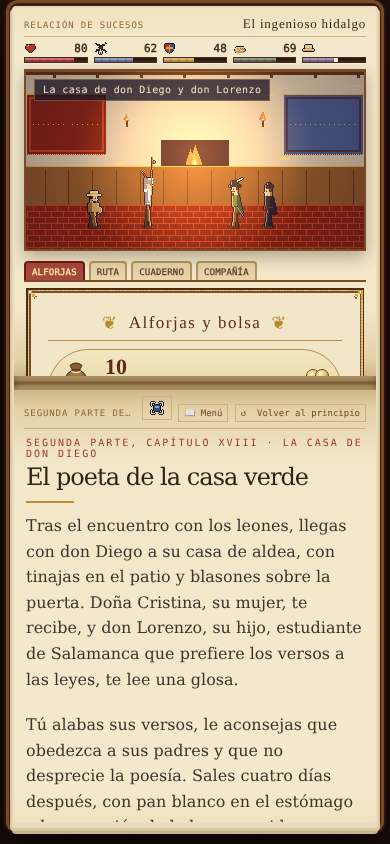 RELACIÓN DE SUCESOS
El ingenioso hidalgo
80 62 48 69
La casa de don Diego y don Lorenzo
ALFORJAS RUTA CUADERNO COMPAÑÍA
Alforjas y bolsa
10
SEGUNDA PARTE DE…
Menú
Volver al principio
SEGUNDA PARTE, CAPÍTULO XVIII · LA CASA DE
DON DIEGO
El poeta de la casa verde
Tras el encuentro con los leones, llegas
con don Diego a su casa de aldea, con
tinajas en el patio y blasones sobre la
puerta. Doña Cristina, su mujer, te
recibe, y don Lorenzo, su hijo, estudiante
de Salamanca que prefiere los versos a
las leyes, te lee una glosa.
Tú alabas sus versos, le aconsejas que
obedezca a sus padres y que no
desprecie la poesía. Sales cuatro días
después, con pan blanco en el estómago